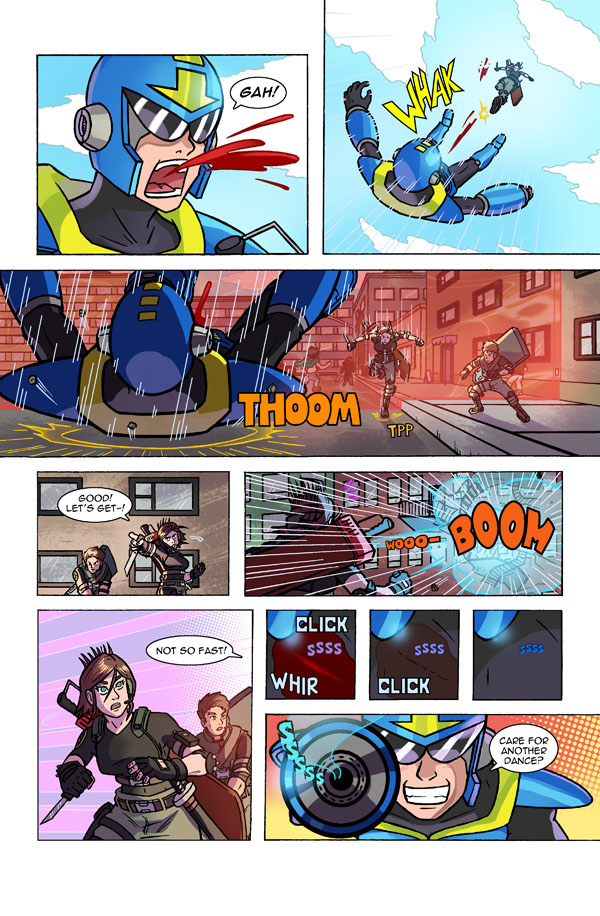 GAH!
WHAK
THOOM
TPP
GOOD!
LET'S GET-!
WOOO-
BOOM
NOT SO FAST!
CLICK
SSSS
WHIR
SSSS
CLICK
SSSS
SSSSS
CARE FOR
ANOTHER
DANCE?